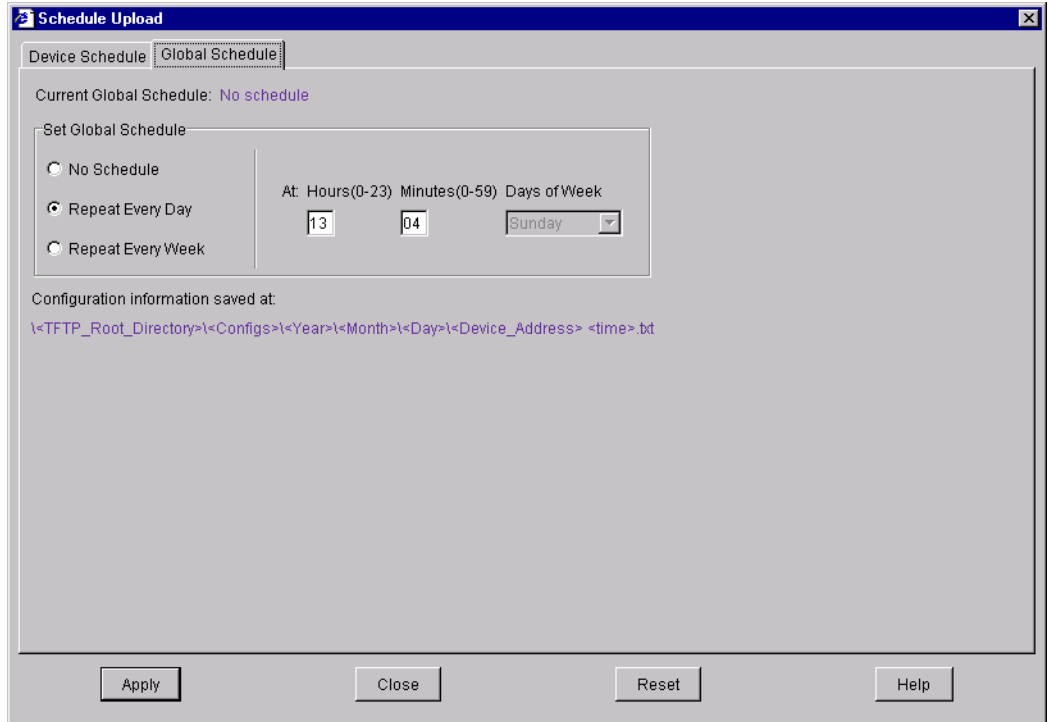 Schedule Upload
Device Schedule Global Schedule
Current Global Schedule: No schedule
Set Global Schedule
No Schedule
At: Hours(0-23) Minutes(0-59) Days of Week
Repeat Every Day
13 04 Sunday
Repeat Every Week
Configuration information saved at:
\<TFTP_Root_Directory>\<Configs>\<Year>\<Month>\<Day>\<Device_Address> <time>.txt
Apply Close Reset Help